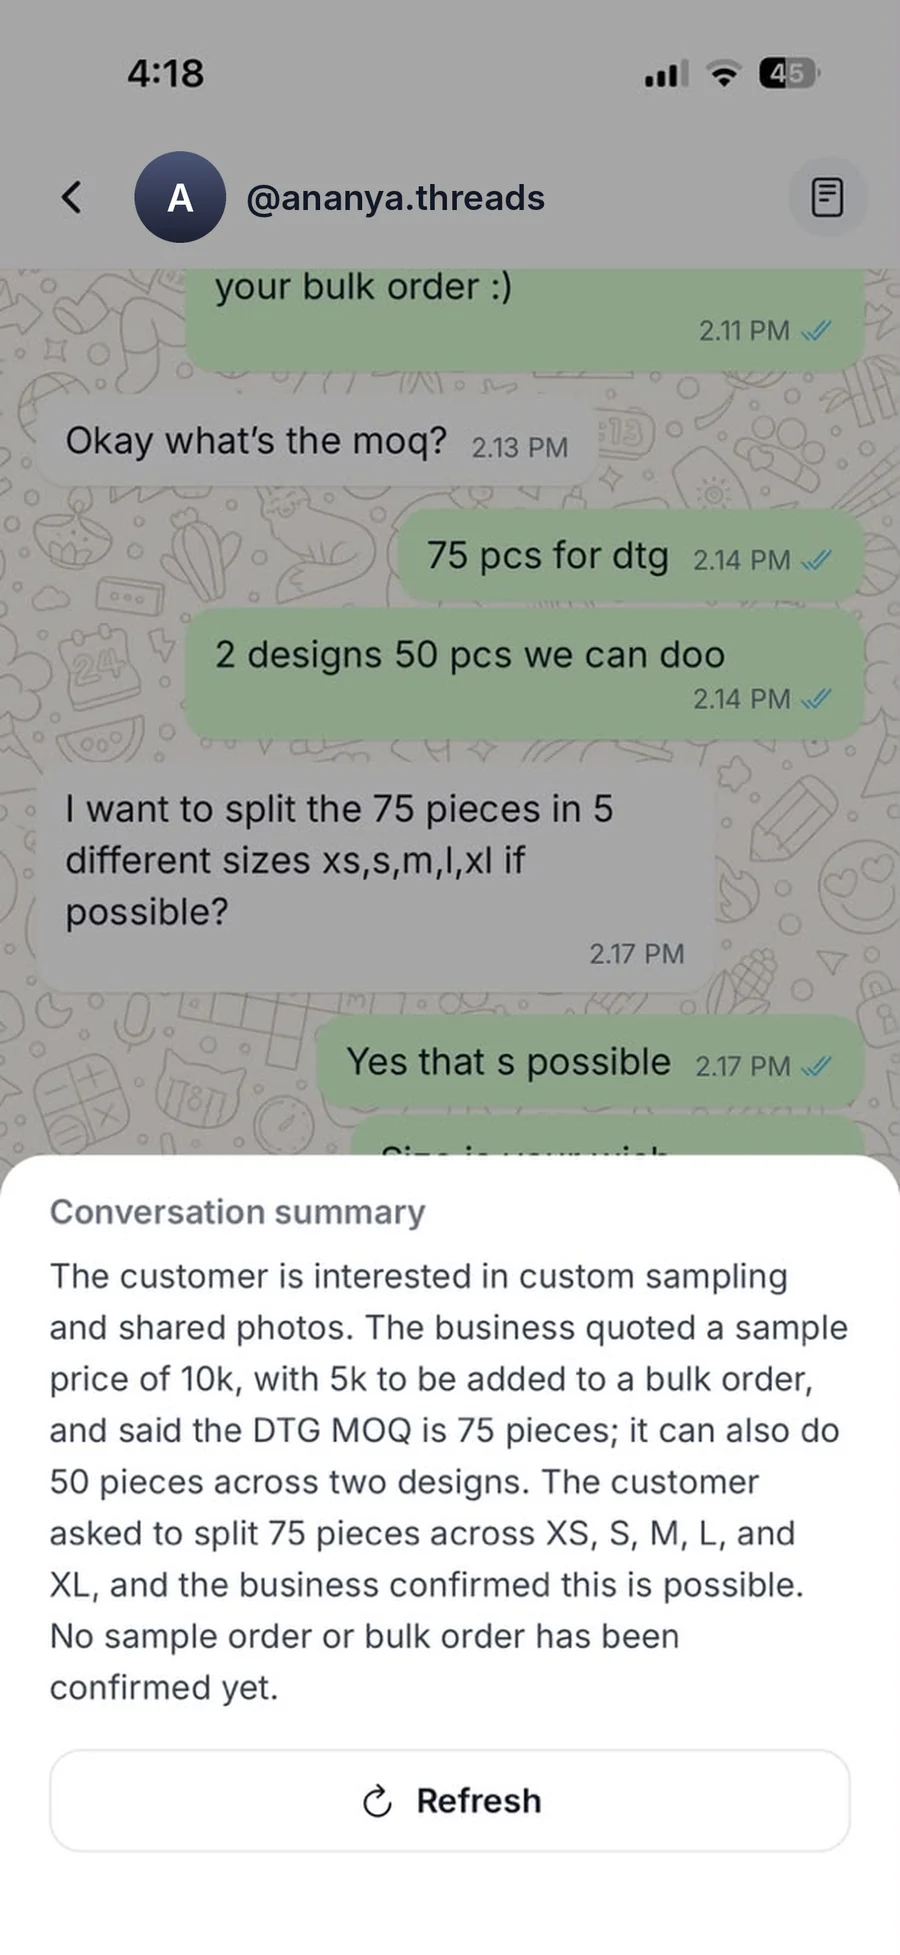 4:18
45
A
@ananya.threads
your bulk order :)
2.11 PM
Okay what's the moq? 2.13 PM
75 pcs for dtg 2.14 PM
2 designs 50 pcs we can doo
2.14 PM
I want to split the 75 pieces in 5
different sizes xs,s,m,l,xl if
possible?
2.17 PM
Yes that s possible 2.17 PM
Conversation summary
The customer is interested in custom sampling
and shared photos. The business quoted a sample
price of 10k, with 5k to be added to a bulk order,
and said the DTG MOQ is 75 pieces; it can also do
50 pieces across two designs. The customer
asked to split 75 pieces across XS, S, M, L, and
XL, and the business confirmed this is possible.
No sample order or bulk order has been
confirmed yet.
Refresh